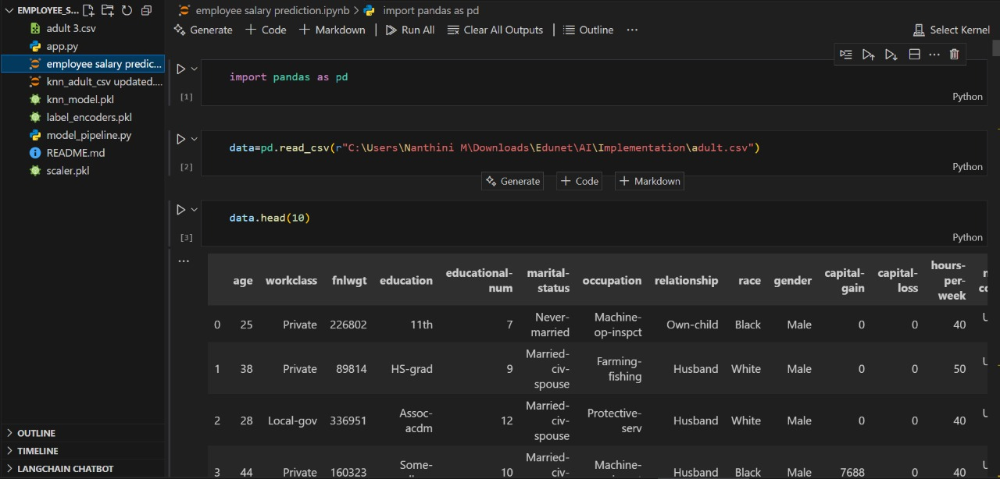 EMPLOYEE_S...
adult 3.csv
app.py
employee salary predic...
knn_adult_csv updated....
knn_model.pkl
label_encoders.pkl
model_pipeline.py
README.md
scaler.pkl
OUTLINE
TIMELINE
LANGCHAIN CHATBOT
employee salary prediction.ipynb > import pandas as pd
Generate + Code + Markdown | Run All Clear All Outputs | Outline ...
Select Kernel
import pandas as pd
[1]
Python
data=pd.read_csv(r"C:\Users\Nanthini M\Downloads\Edunet\AI\Implementation\adult.csv")
[2]
Python
Generate + Code + Markdown
data.head(10)
[3]
Python
...
age workclass fnlwgt education educational-num marital-status occupation relationship race gender capital-gain capital-loss hours-per-week
0 25 Private 226802 11th 7 Never-married Machine-op-inspct Own-child Black Male 0 0 40
1 38 Private 89814 HS-grad 9 Married-civ-spouse Farming-fishing Husband White Male 0 0 50
2 28 Local-gov 336951 Assoc-acdm 12 Married-civ-spouse Protective-serv Husband White Male 0 0 40
3 44 Private 160323 Some- 10 Married-civ- Machine- Husband Black Male 7688 0 40